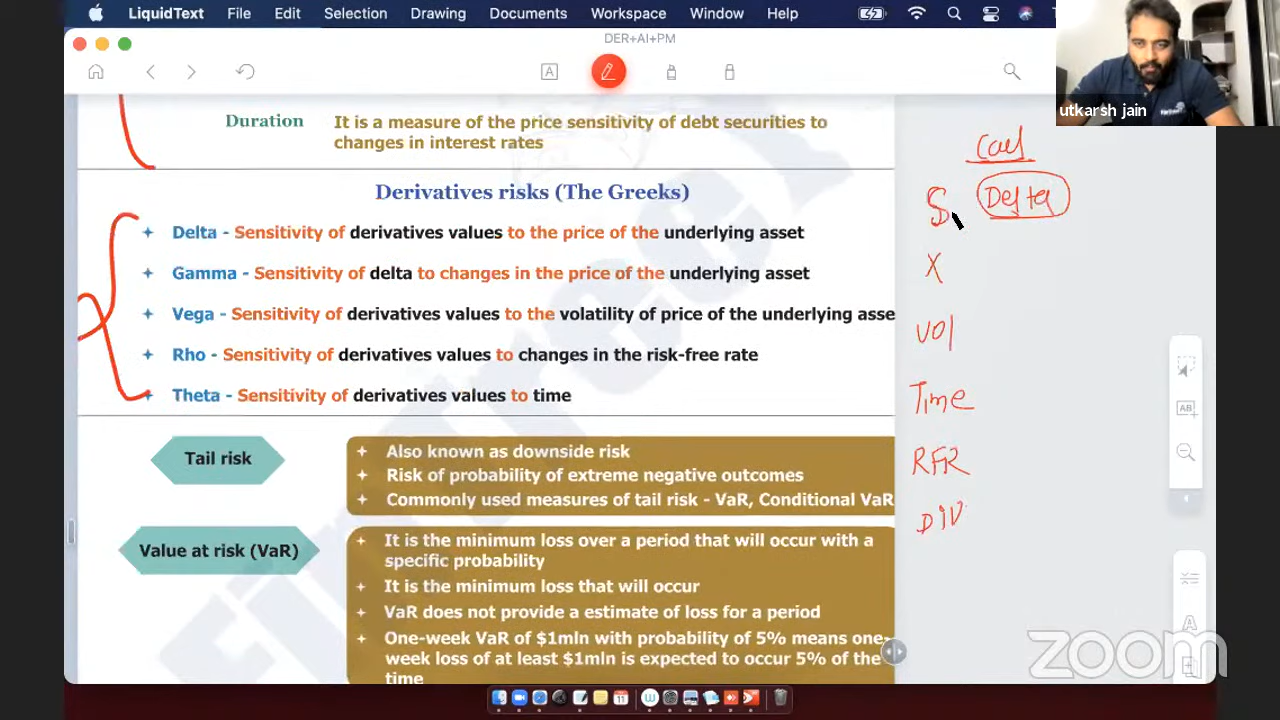 LiquidText File Edit Selection Drawing Documents Workspace Window Help
DER+AI+PM
utkarsh jain
Duration It is a measure of the price sensitivity of debt securities to
changes in interest rates
Derivatives risks (The Greeks)
Delta - Sensitivity of derivatives values to the price of the underlying asset
Gamma - Sensitivity of delta to changes in the price of the underlying asset
Vega - Sensitivity of derivatives values to the volatility of price of the underlying asse
Rho - Sensitivity of derivatives values to changes in the risk-free rate
Theta - Sensitivity of derivatives values to time
Tail risk
Also known as downside risk
Risk of probability of extreme negative outcomes
Commonly used measures of tail risk - VaR, Conditional VaR
Value at risk (VaR)
It is the minimum loss over a period that will occur with a
specific probability
It is the minimum loss that will occur
VaR does not provide a estimate of loss for a period
One-week VaR of $1mln with probability of 5% means one-
week loss of at least $1mln is expected to occur 5% of the
time
Call
S Delta
X
Vol
Time
RFR
DIV
zoom